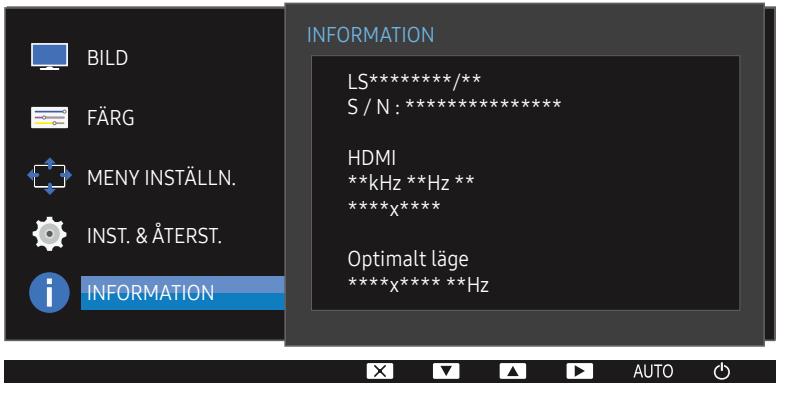 BILD
FÄRG
MENY INSTÄLLN.
INST. & ÅTERST.
INFORMATION
INFORMATION
LS********/**
S / N : ***************
HDMI
**kHz **Hz **
****x****
Optimalt läge
****x**** **Hz
AUTO